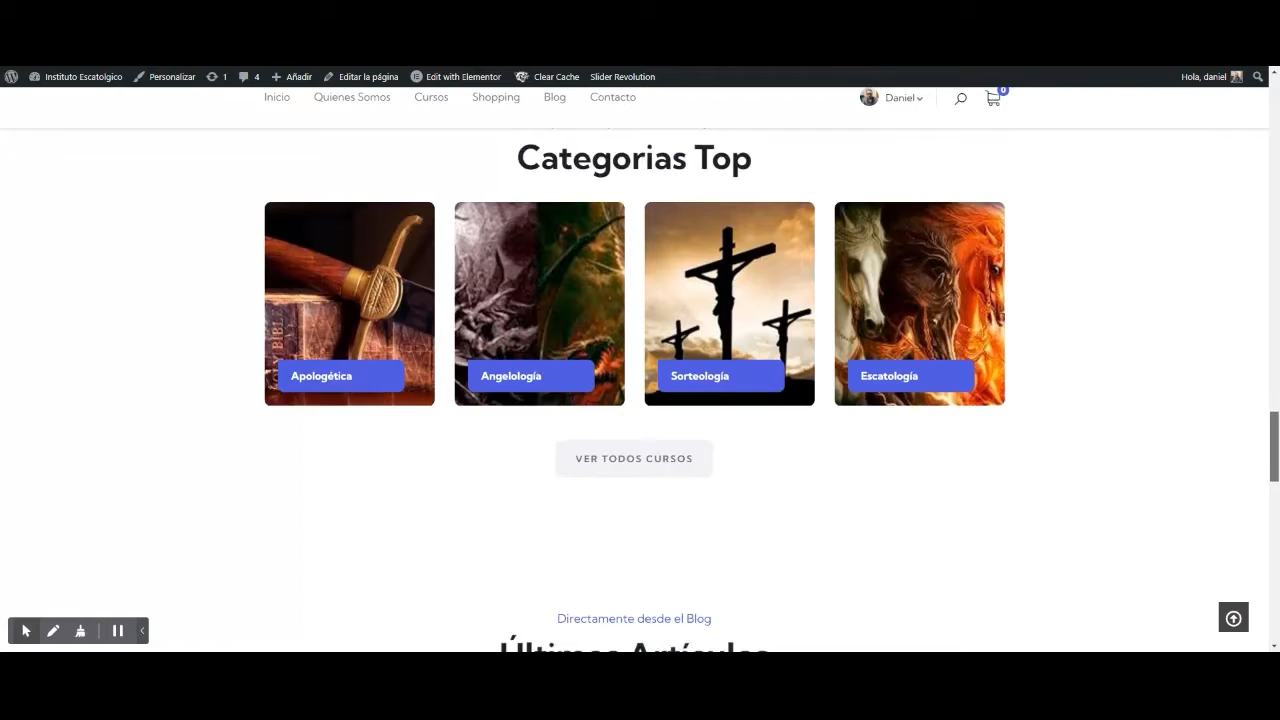 Instituto Escatolgico Personalizar 1 4 Añadir Editar la página Edit with Elementor Clear Cache Slider Revolution Hola, daniel
Inicio Quienes Somos Cursos Shopping Blog Contacto Daniel 0
Categorias Top
Apologética Angelología Sorteología Escatología
VER TODOS CURSOS
Directamente desde el Blog
Últimos Artículos